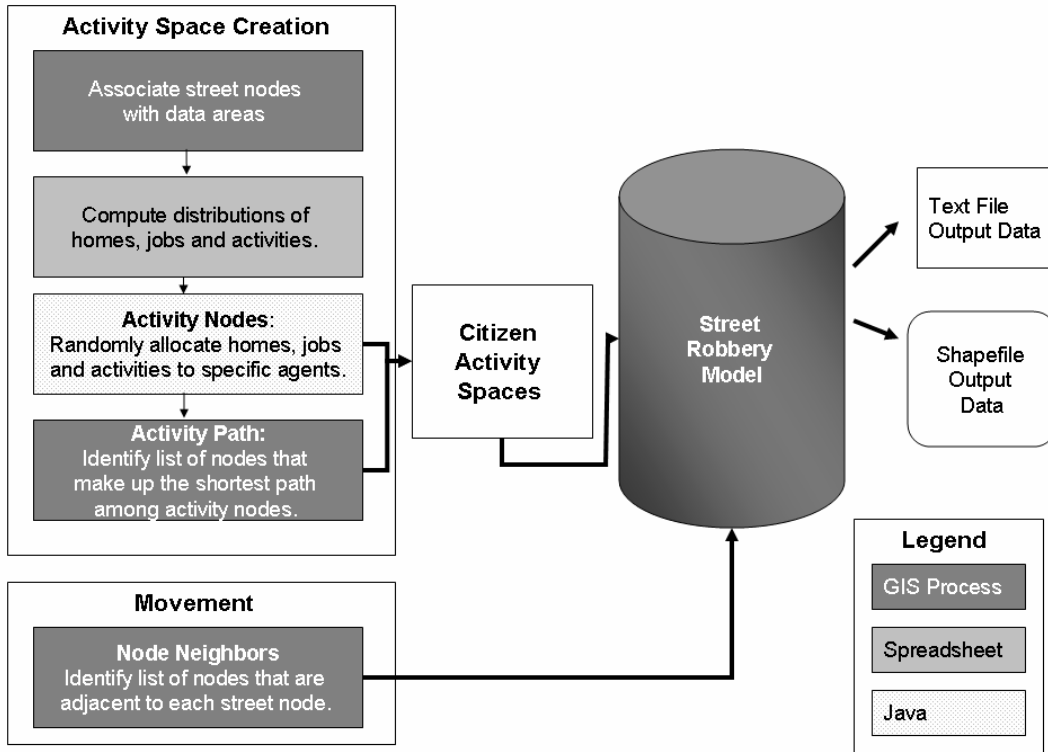 Activity Space Creation
Associate street nodes
with data areas
Compute distributions of
homes, jobs and activities.
Activity Nodes:
Randomly allocate homes, jobs
and activities to specific agents.
Activity Path:
Identify list of nodes that
make up the shortest path
among activity nodes.
Citizen
Activity
Spaces
Street
Robbery
Model
Text File
Output Data
Shapefile
Output
Data
Movement
Node Neighbors
Identify list of nodes that are
adjacent to each street node.
Legend
GIS Process
Spreadsheet
Java